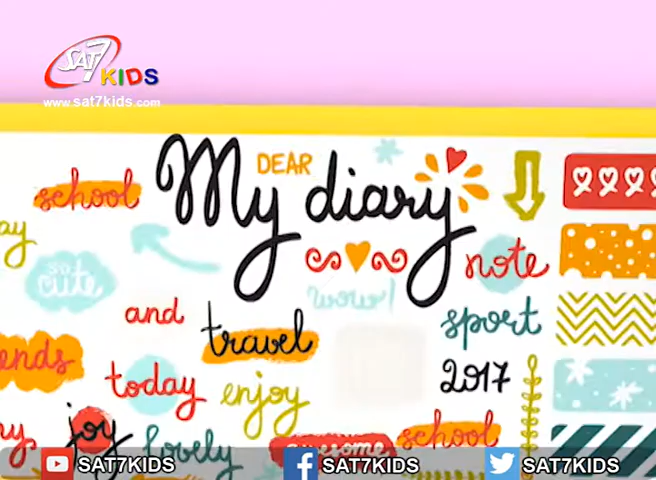 SAT7
KIDS
www.sat7kids.com
My DEAR diary
school
so
cute
note
wow!
and
travel
sport
today
enjoy
2017
joy
lovely
awesome
school
SAT7KIDS
SAT7KIDS
SAT7KIDS